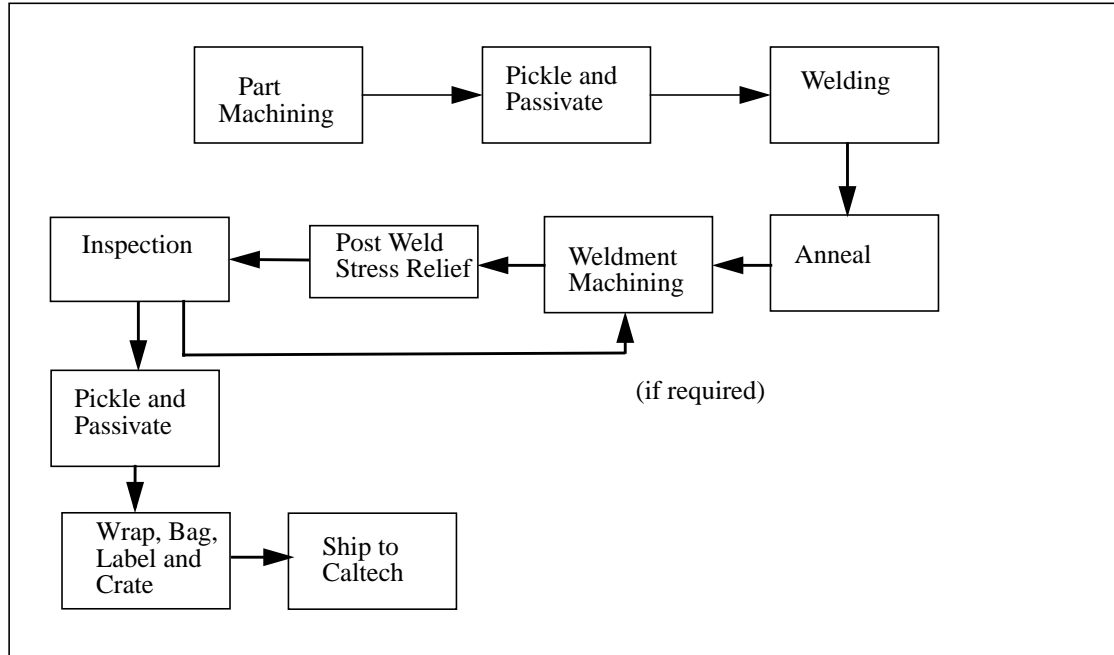 Part
Machining
Pickle and
Passivate
Welding
Anneal
Weldment
Machining
Post Weld
Stress Relief
Inspection
(if required)
Pickle and
Passivate
Wrap, Bag,
Label and
Crate
Ship to
Caltech